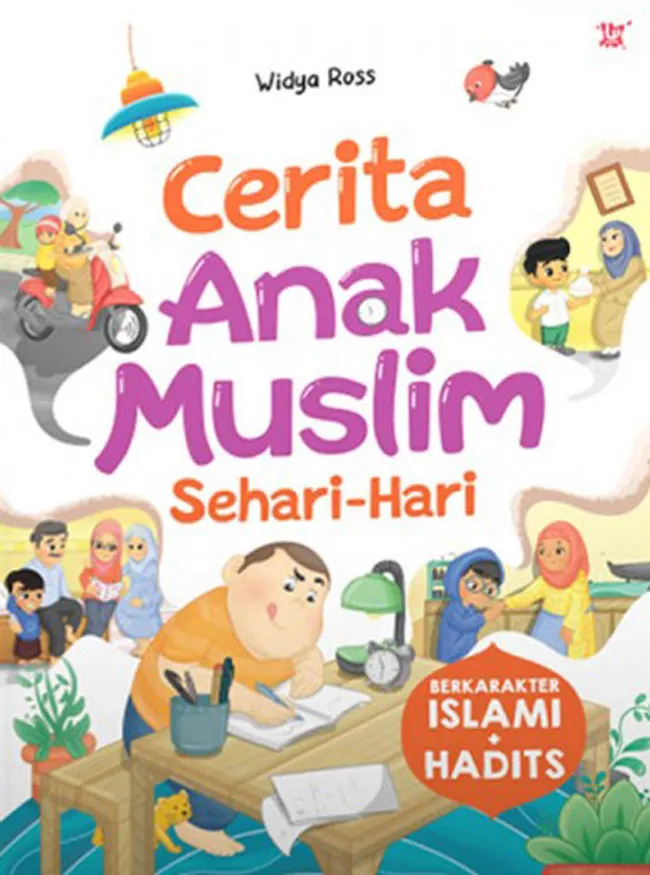 Widya Ross
Cerita
Anak
Muslim
Sehari-Hari
BERKARAKTER
ISLAMI
+
HADITS